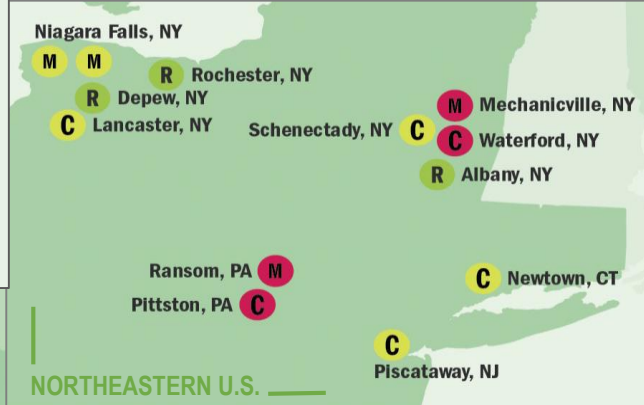 Niagara Falls, NY
M M
R Rochester, NY
R Depew, NY
C Lancaster, NY
M Mechanicville, NY
Schenectady, NY C
C Waterford, NY
R Albany, NY
Ransom, PA M
C Newtown, CT
Pittston, PA C
C
Piscataway, NJ
NORTHEASTERN U.S.